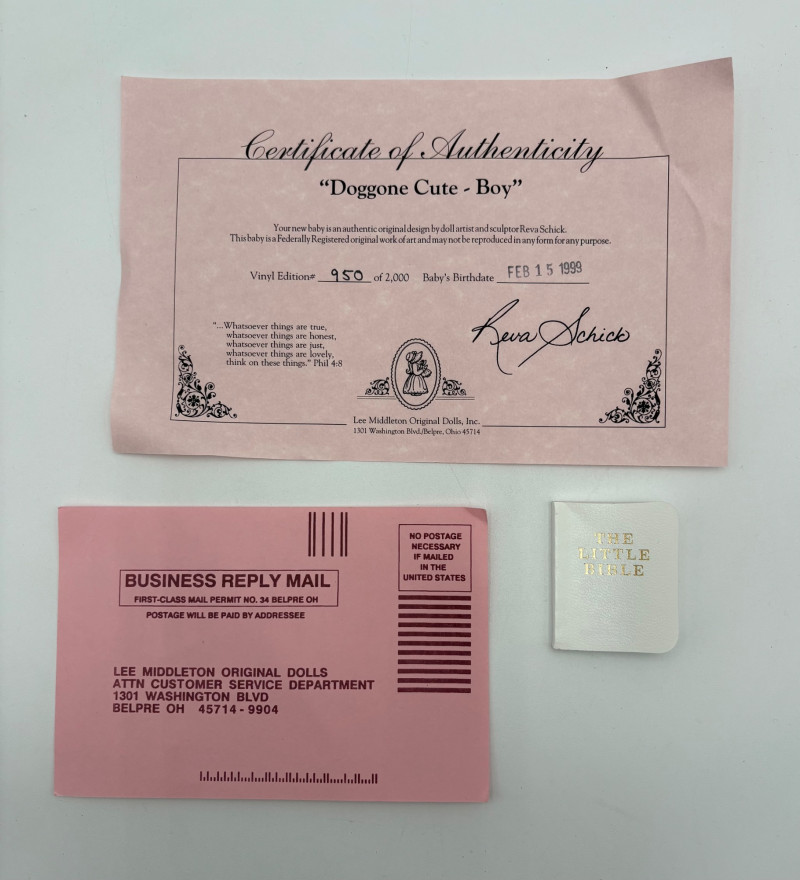 Certificate of Authenticity
"Doggone Cute - Boy"
Your new baby is an authentic original design by doll artist and sculptor Reva Schick.
This baby is a Federally Registered original work of art and may not be reproduced in any form for any purpose.
Vinyl Edition# 950 of 2,000 Baby's Birthdate FEB 15 1999
"...Whatsoever things are true,
whatsoever things are honest,
whatsoever things are just,
whatsoever things are lovely,
think on these things." Phil 4:8
Reva Schick
Lee Middleton Original Dolls, Inc.
1301 Washington Blvd./Belpre, Ohio 45714
NO POSTAGE
NECESSARY
IF MAILED
IN THE
UNITED STATES
BUSINESS REPLY MAIL
FIRST-CLASS MAIL PERMIT NO. 34 BELPRE OH
POSTAGE WILL BE PAID BY ADDRESSEE
LEE MIDDLETON ORIGINAL DOLLS
ATTN CUSTOMER SERVICE DEPARTMENT
1301 WASHINGTON BLVD
BELPRE OH 45714-9904
THE
LITTLE
BIBLE